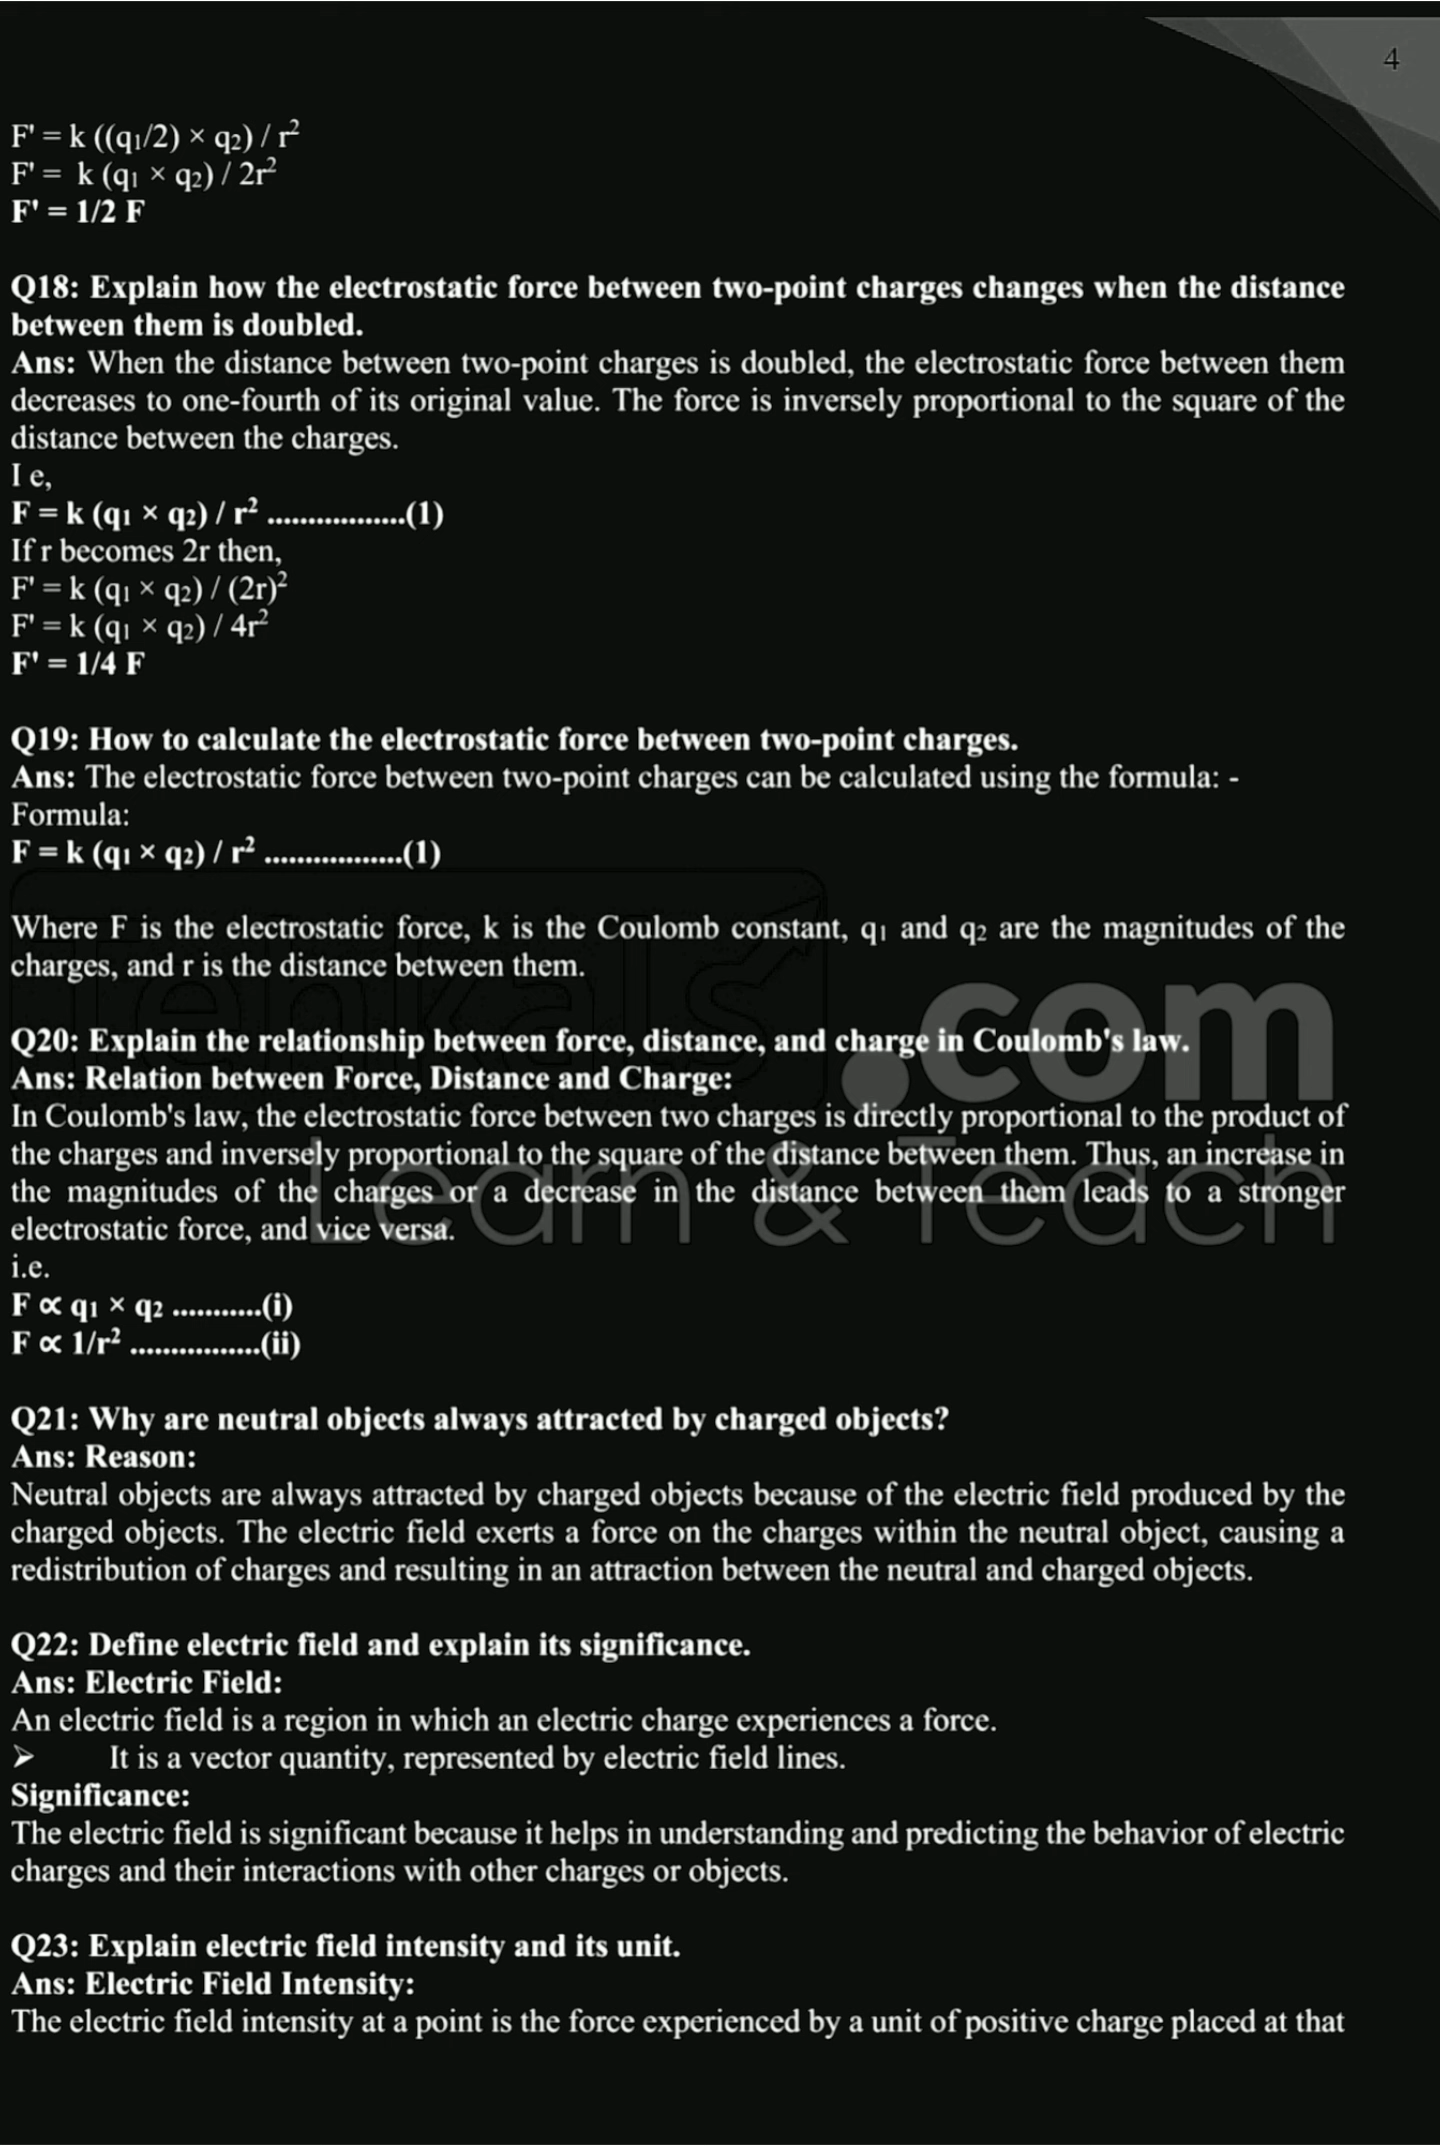 4
F' = k ((q₁/2) × q₂) / r²
F' =  k (q₁ × q₂) / 2r²
F' = 1/2 F
Q18: Explain how the electrostatic force between two-point charges changes when the distance
between them is doubled.
Ans: When the distance between two-point charges is doubled, the electrostatic force between them
decreases to one-fourth of its original value. The force is inversely proportional to the square of the
distance between the charges.
I e,
F = k (q₁ × q₂) / r² .................(1)
If r becomes 2r then,
F' = k (q₁ × q₂) / (2r)²
F' = k (q₁ × q₂) / 4r²
F' = 1/4 F
Q19: How to calculate the electrostatic force between two-point charges.
Ans: The electrostatic force between two-point charges can be calculated using the formula: -
Formula:
F = k (q₁ × q₂) / r² .................(1)
Where F is the electrostatic force, k is the Coulomb constant, q₁ and q₂ are the magnitudes of the
charges, and r is the distance between them.
Tehkals
.com
Learn & Teach
Q20: Explain the relationship between force, distance, and charge in Coulomb's law.
Ans: Relation between Force, Distance and Charge:
In Coulomb's law, the electrostatic force between two charges is directly proportional to the product of
the charges and inversely proportional to the square of the distance between them. Thus, an increase in
the magnitudes of the charges or a decrease in the distance between them leads to a stronger
electrostatic force, and vice versa.
i.e.
F ∝ q₁ × q₂ ...........(i)
F ∝ 1/r² ................(ii)
Q21: Why are neutral objects always attracted by charged objects?
Ans: Reason:
Neutral objects are always attracted by charged objects because of the electric field produced by the
charged objects. The electric field exerts a force on the charges within the neutral object, causing a
redistribution of charges and resulting in an attraction between the neutral and charged objects.
Q22: Define electric field and explain its significance.
Ans: Electric Field:
An electric field is a region in which an electric charge experiences a force.
➢ It is a vector quantity, represented by electric field lines.
Significance:
The electric field is significant because it helps in understanding and predicting the behavior of electric
charges and their interactions with other charges or objects.
Q23: Explain electric field intensity and its unit.
Ans: Electric Field Intensity:
The electric field intensity at a point is the force experienced by a unit of positive charge placed at that